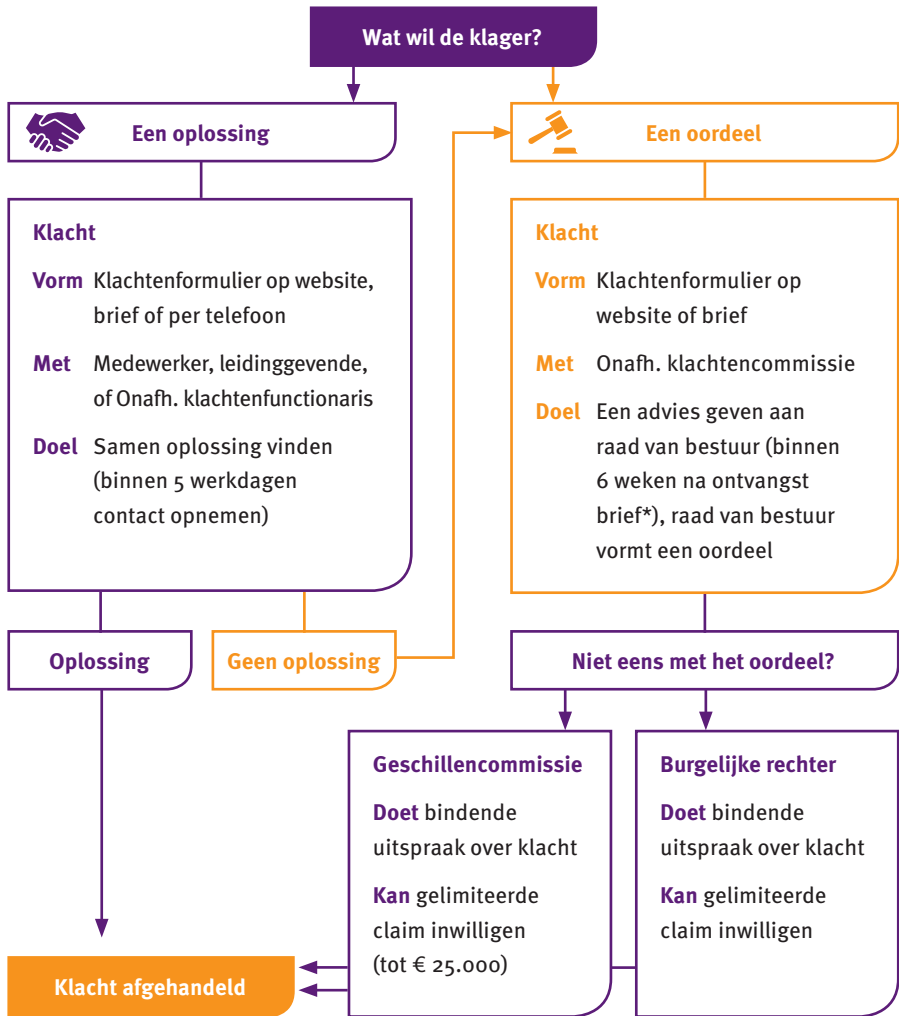 Wat wil de klager?
Een oplossing
Klacht
Vorm Klachtenformulier op website,
brief of per telefoon
Met Medewerker, leidinggevende,
of Onafh. klachtenfunctionaris
Doel Samen oplossing vinden
(binnen 5 werkdagen
contact opnemen)
Oplossing
Geen oplossing
Een oordeel
Klacht
Vorm Klachtenformulier op
website of brief
Met Onafh. klachtencommissie
Doel Een advies geven aan
raad van bestuur (binnen
6 weken na ontvangst
brief*), raad van bestuur
vormt een oordeel
Niet eens met het oordeel?
Geschillencommissie
Doet bindende
uitspraak over klacht
Kan gelimiteerde
claim inwilligen
(tot € 25.000)
Burgelijke rechter
Doet bindende
uitspraak over klacht
Kan gelimiteerde
claim inwilligen
Klacht afgehandeld